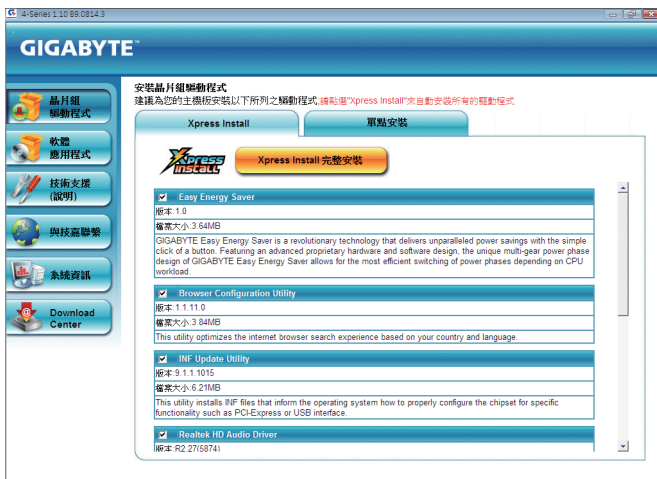 4-Series 1.10 B9.0814.3
GIGABYTE™
晶片組
驅動程式
軟體
應用程式
技術支援
(說明)
與技嘉聯繫
系統資訊
Download
Center
安裝晶片組驅動程式
建議為您的主機板安裝以下所列之驅動程式;請點選"Xpress Install"來自動安裝所有的驅動程式
Xpress Install
單點安裝
Xpress Install
Xpress Install 完整安裝
Easy Energy Saver
版本:1.0
檔案大小:3.64MB
GIGABYTE Easy Energy Saver is a revolutionary technology that delivers unparalleled power savings with the simple
click of a button. Featuring an advanced proprietary hardware and software design, the unique multi-gear power phase
design of GIGABYTE Easy Energy Saver allows for the most efficient switching of power phases depending on CPU
workload.
Browser Configuration Utility
版本:1.1.11.0
檔案大小:3.84MB
This utility optimizes the internet browser search experience based on your country and language.
INF Update Utility
版本:9.1.1.1015
檔案大小:6.21MB
This utility installs INF files that inform the operating system how to properly configure the chipset for specific
functionality such as PCI-Express or USB interface.
Realtek HD Audio Driver
版本:R2.27(5874)